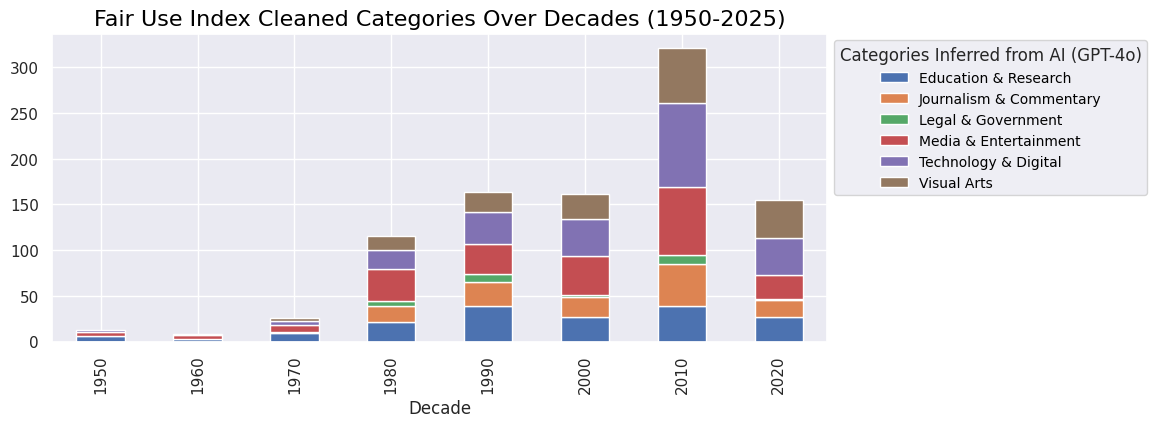 Fair Use Index Cleaned Categories Over Decades (1950-2025)
300
250
200
150
100
50
0
1950
1960
1970
1980
1990
2000
2010
2020
Decade
Categories Inferred from AI (GPT-4o)
Education & Research
Journalism & Commentary
Legal & Government
Media & Entertainment
Technology & Digital
Visual Arts